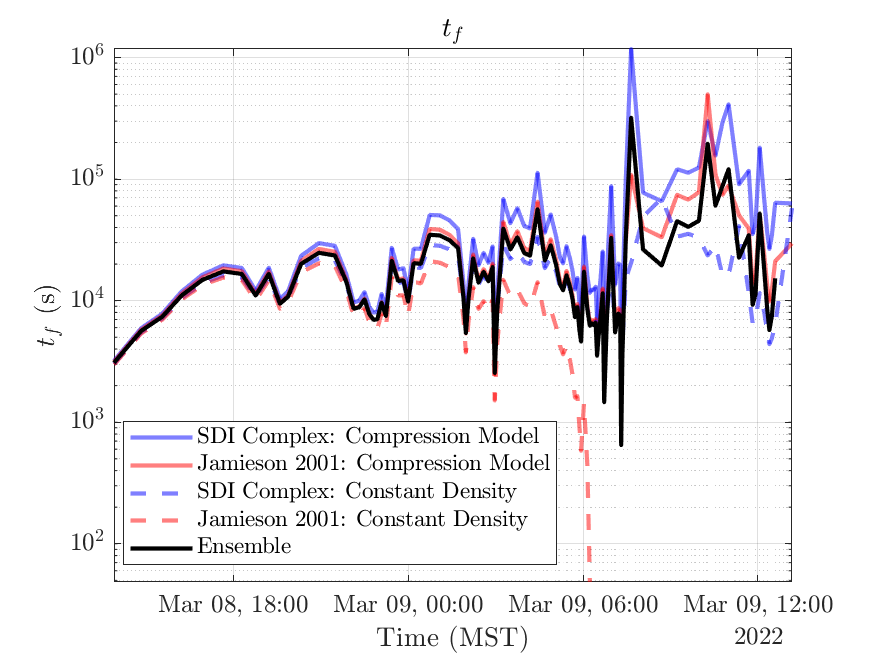 t_f
10^6
10^5
10^4
10^3
10^2
t_f (s)
SDI Complex: Compression Model
Jamieson 2001: Compression Model
SDI Complex: Constant Density
Jamieson 2001: Constant Density
Ensemble
Mar 08, 18:00 Mar 09, 00:00 Mar 09, 06:00 Mar 09, 12:00
Time (MST)
2022